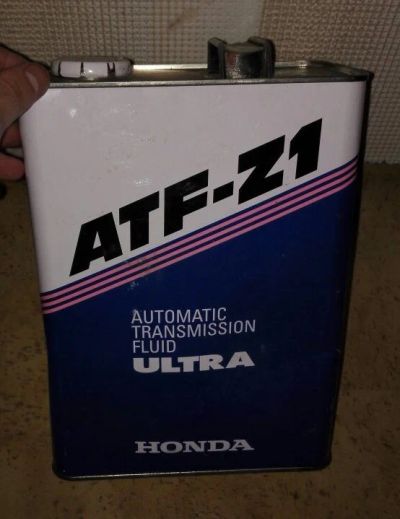 ATF-Z1
AUTOMATIC
TRANSMISSION
FLUID
ULTRA
HONDA